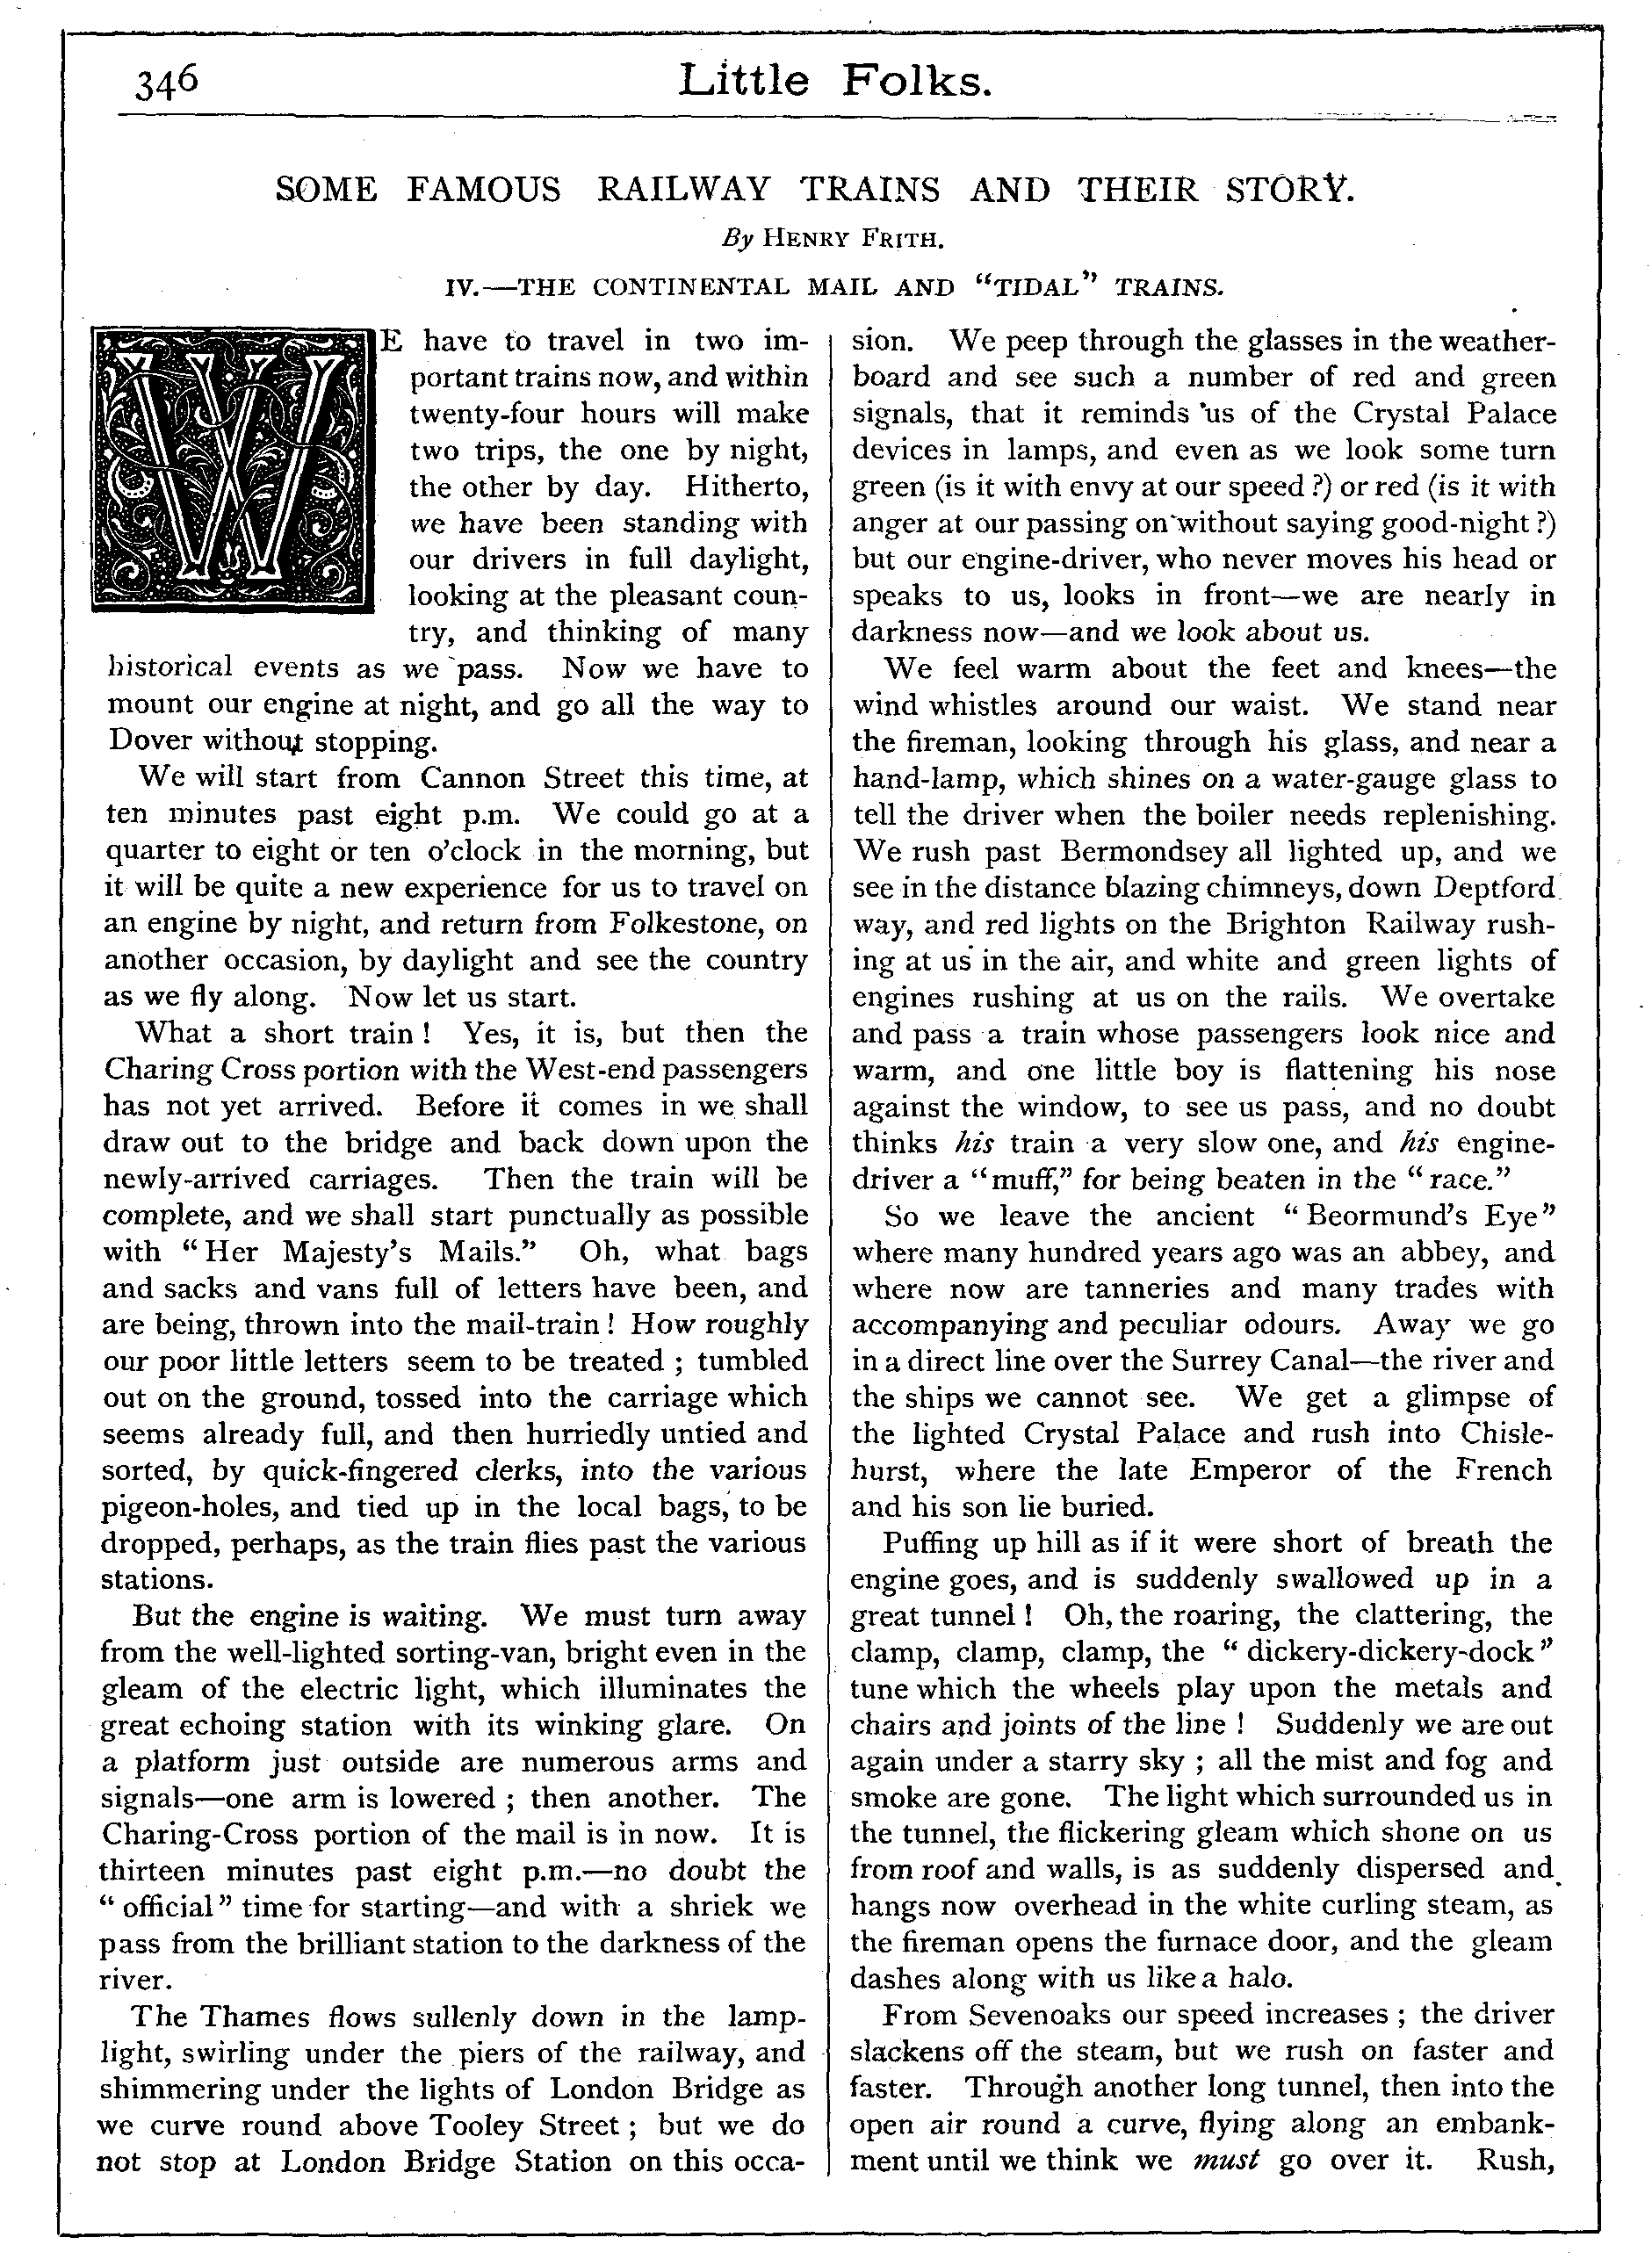 346
Little Folks.
SOME FAMOUS RAILWAY TRAINS AND THEIR STORY.
By HENRY FRITH.
IV.—THE CONTINENTAL MAIL AND "TIDAL" TRAINS.
WE have to travel in two im-
portant trains now, and within
twenty-four hours will make
two trips, the one by night,
the other by day. Hitherto,
we have been standing with
our drivers in full daylight,
looking at the pleasant coun-
try, and thinking of many
historical events as we pass. Now we have to
mount our engine at night, and go all the way to
Dover without stopping.
We will start from Cannon Street this time, at
ten minutes past eight p.m. We could go at a
quarter to eight or ten o'clock in the morning, but
it will be quite a new experience for us to travel on
an engine by night, and return from Folkestone, on
another occasion, by daylight and see the country
as we fly along. Now let us start.
What a short train! Yes, it is, but then the
Charing Cross portion with the West-end passengers
has not yet arrived. Before it comes in we shall
draw out to the bridge and back down upon the
newly-arrived carriages. Then the train will be
complete, and we shall start punctually as possible
with "Her Majesty's Mails." Oh, what bags
and sacks and vans full of letters have been, and
are being, thrown into the mail-train! How roughly
our poor little letters seem to be treated; tumbled
out on the ground, tossed into the carriage which
seems already full, and then hurriedly untied and
sorted, by quick-fingered clerks, into the various
pigeon-holes, and tied up in the local bags, to be
dropped, perhaps, as the train flies past the various
stations.
But the engine is waiting. We must turn away
from the well-lighted sorting-van, bright even in the
gleam of the electric light, which illuminates the
great echoing station with its winking glare. On
a platform just outside are numerous arms and
signals—one arm is lowered; then another. The
Charing-Cross portion of the mail is in now. It is
thirteen minutes past eight p.m.—no doubt the
"official" time for starting—and with a shriek we
pass from the brilliant station to the darkness of the
river.
The Thames flows sullenly down in the lamp-
light, swirling under the piers of the railway, and
shimmering under the lights of London Bridge as
we curve round above Tooley Street; but we do
not stop at London Bridge Station on this occa-
sion. We peep through the glasses in the weather-
board and see such a number of red and green
signals, that it reminds us of the Crystal Palace
devices in lamps, and even as we look some turn
green (is it with envy at our speed?) or red (is it with
anger at our passing on without saying good-night?)
but our engine-driver, who never moves his head or
speaks to us, looks in front—we are nearly in
darkness now—and we look about us.
We feel warm about the feet and knees—the
wind whistles around our waist. We stand near
the fireman, looking through his glass, and near a
hand-lamp, which shines on a water-gauge glass to
tell the driver when the boiler needs replenishing.
We rush past Bermondsey all lighted up, and we
see in the distance blazing chimneys, down Deptford
way, and red lights on the Brighton Railway rush-
ing at us in the air, and white and green lights of
engines rushing at us on the rails. We overtake
and pass a train whose passengers look nice and
warm, and one little boy is flattening his nose
against the window, to see us pass, and no doubt
thinks his train a very slow one, and his engine-
driver a "muff," for being beaten in the "race."
So we leave the ancient "Beormund's Eye"
where many hundred years ago was an abbey, and
where now are tanneries and many trades with
accompanying and peculiar odours. Away we go
in a direct line over the Surrey Canal—the river and
the ships we cannot see. We get a glimpse of
the lighted Crystal Palace and rush into Chisle-
hurst, where the late Emperor of the French
and his son lie buried.
Puffing up hill as if it were short of breath the
engine goes, and is suddenly swallowed up in a
great tunnel! Oh, the roaring, the clattering, the
clamp, clamp, clamp, the "dickery-dickery-dock"
tune which the wheels play upon the metals and
chairs and joints of the line! Suddenly we are out
again under a starry sky; all the mist and fog and
smoke are gone. The light which surrounded us in
the tunnel, the flickering gleam which shone on us
from roof and walls, is as suddenly dispersed and
hangs now overhead in the white curling steam, as
the fireman opens the furnace door, and the gleam
dashes along with us like a halo.
From Sevenoaks our speed increases; the driver
slackens off the steam, but we rush on faster and
faster. Through another long tunnel, then into the
open air round a curve, flying along an embank-
ment until we think we must go over it. Rush,